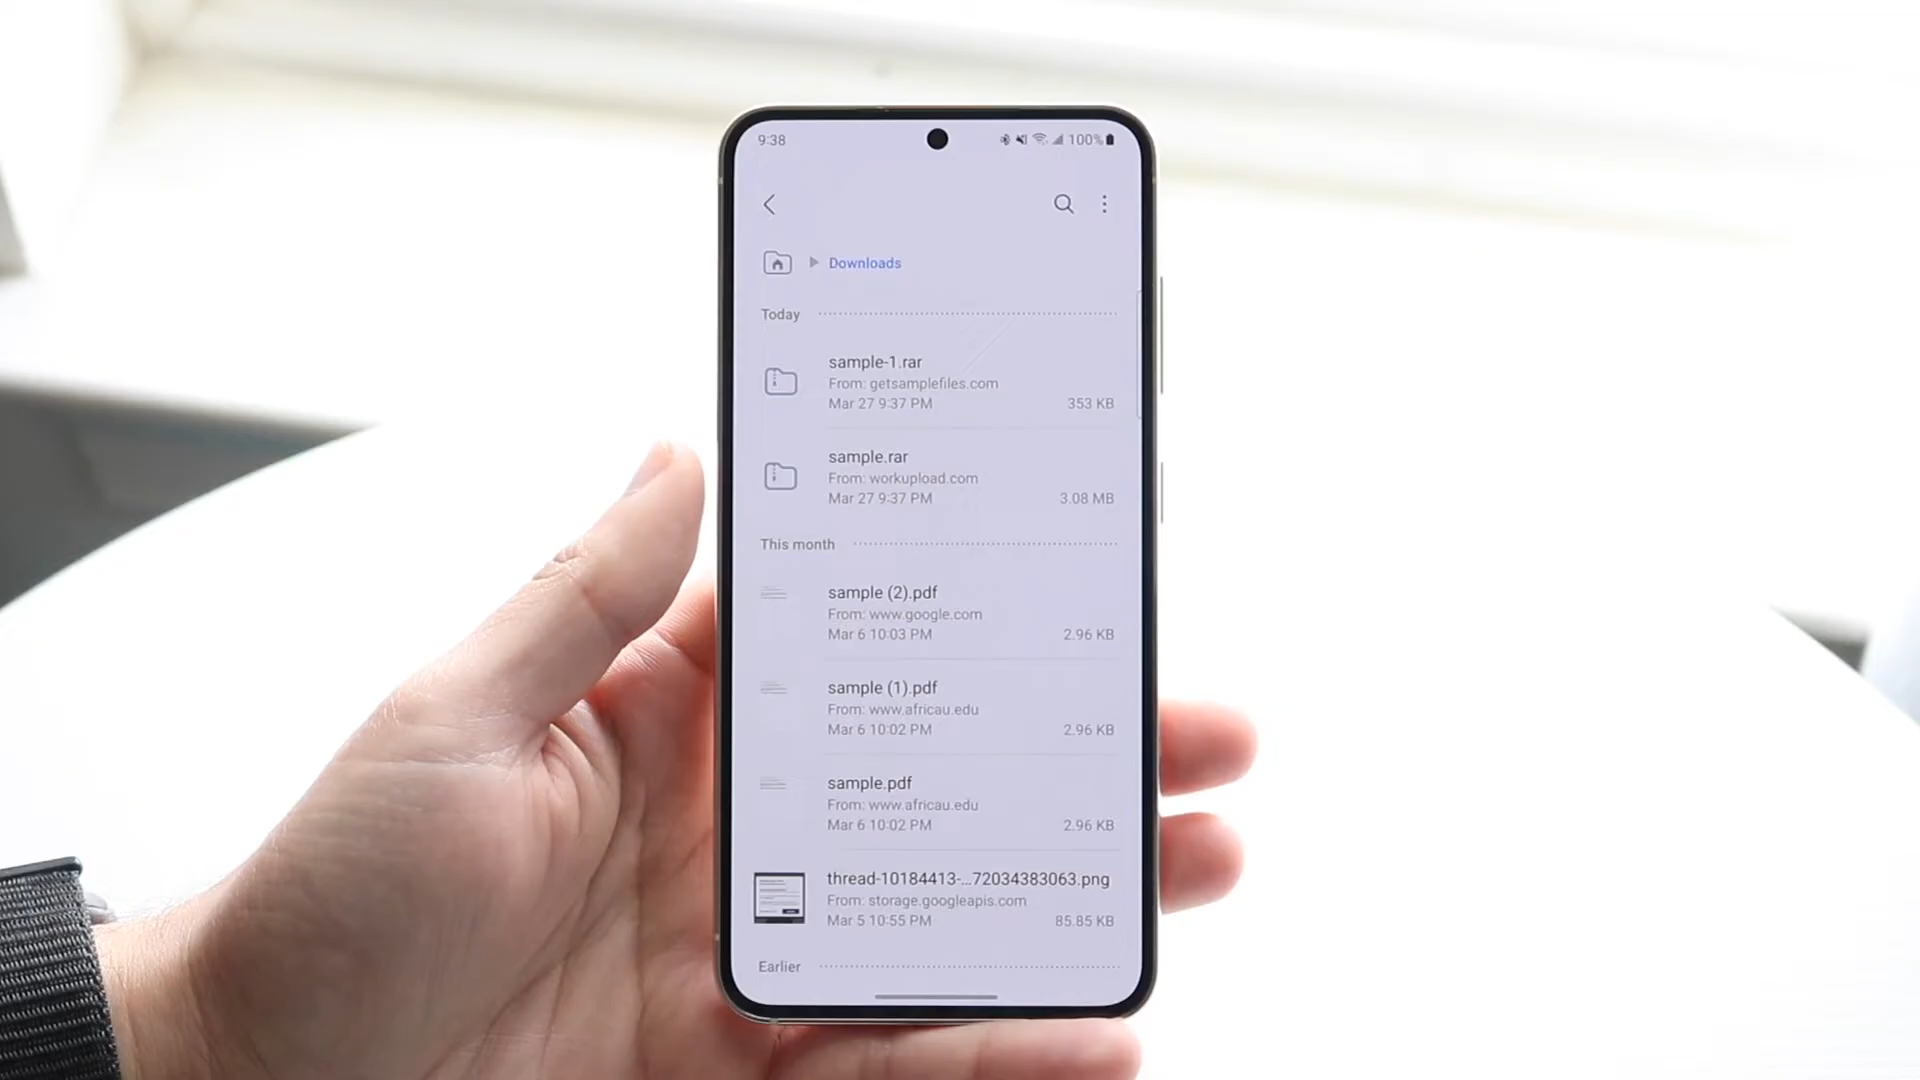 9:38
100%
Downloads
Today
sample-1.rar
From: getsamplefiles.com
Mar 27 9:37 PM
353 KB
sample.rar
From: workupload.com
Mar 27 9:37 PM
3.08 MB
This month
sample (2).pdf
From: www.google.com
Mar 6 10:03 PM
2.96 KB
sample (1).pdf
From: www.africau.edu
Mar 6 10:02 PM
2.96 KB
sample.pdf
From: www.africau.edu
Mar 6 10:02 PM
2.96 KB
thread-10184413-...72034383063.png
From: storage.googleapis.com
Mar 5 10:55 PM
85.85 KB
Earlier